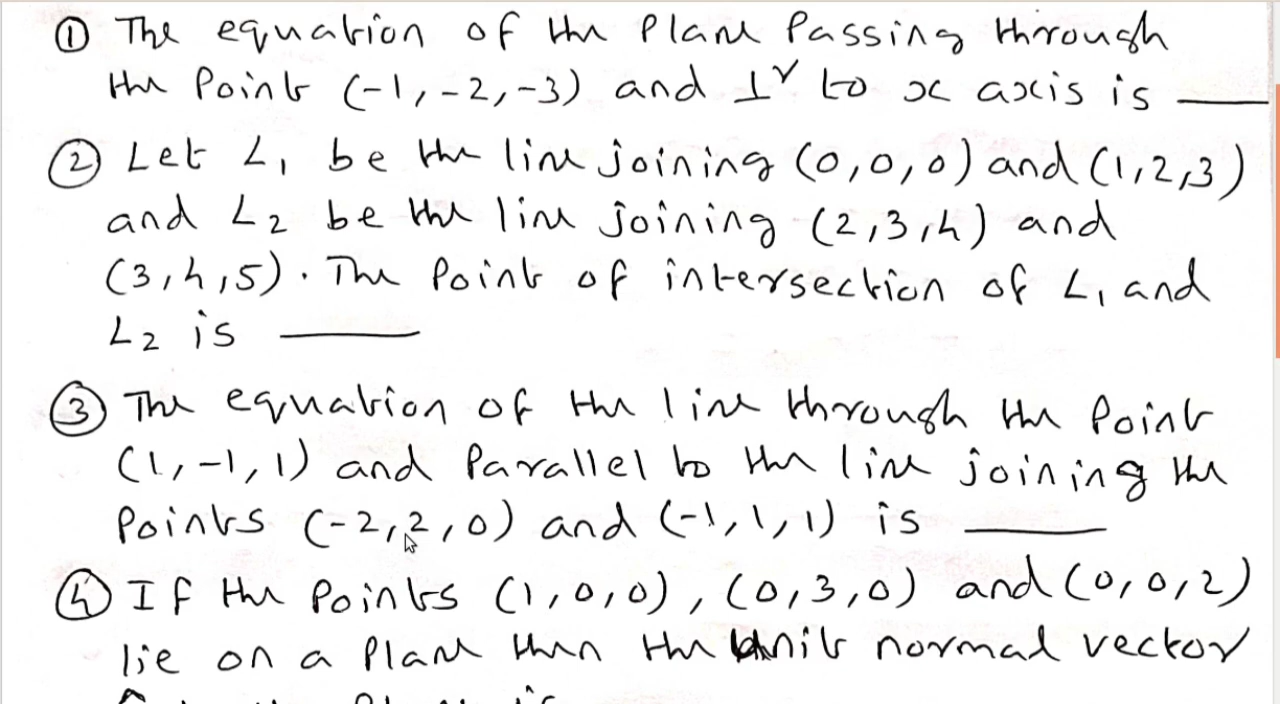 ① The equation of the Plane Passing through
the Point (-1, -2, -3) and ⊥r to x axis is ____
② Let L₁ be the line joining (0,0,0) and (1,2,3)
and L₂ be the line joining (2,3,4) and
(3,4,5). The Point of intersection of L₁ and
L₂ is ____
③ The equation of the line through the Point
(1,-1,1) and Parallel to the line joining the
Points (-2,2,0) and (-1,1,1) is ____
④ If the Points (1,0,0), (0,3,0) and (0,0,2)
lie on a Plane then the unit normal vector